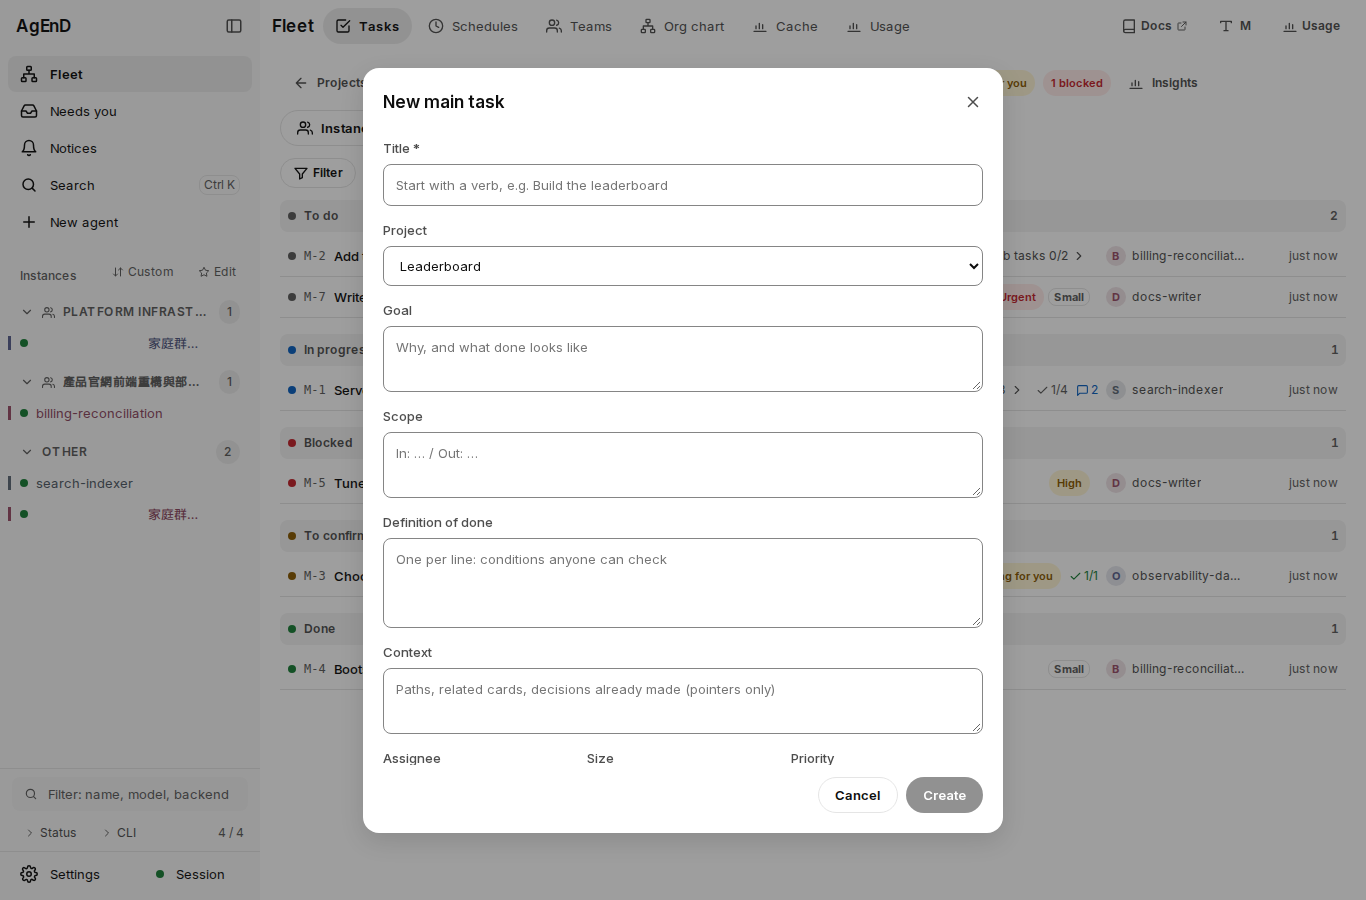 AgEnD
Fleet
Needs you
Notices
Search
Ctrl K
New agent
Instances
Custom
Edit
PLATFORM INFRAST...
1
家庭群...
產品官網前端重構與部...
1
billing-reconciliation
OTHER
2
search-indexer
家庭群...
Filter: name, model, backend
Status
CLI
4 / 4
Settings
Session
Fleet
Tasks
Schedules
Teams
Org chart
Cache
Usage
Docs
M
Usage
Projects
you
1 blocked
Insights
Filter
To do
2
M-2
b tasks 0/2
billing-reconciliat...
just now
M-7
Urgent
Small
docs-writer
just now
1
M-1
1/4
2
search-indexer
just now
Blocked
1
M-5
High
docs-writer
just now
1
M-3
for you
1/1
observability-da...
just now
Done
1
M-4
Small
billing-reconciliat...
just now
New main task
Title *
Start with a verb, e.g. Build the leaderboard
Project
Leaderboard
Goal
Why, and what done looks like
Scope
In: ... / Out: ...
Definition of done
One per line: conditions anyone can check
Context
Paths, related cards, decisions already made (pointers only)
Assignee
Size
Priority
Cancel
Create